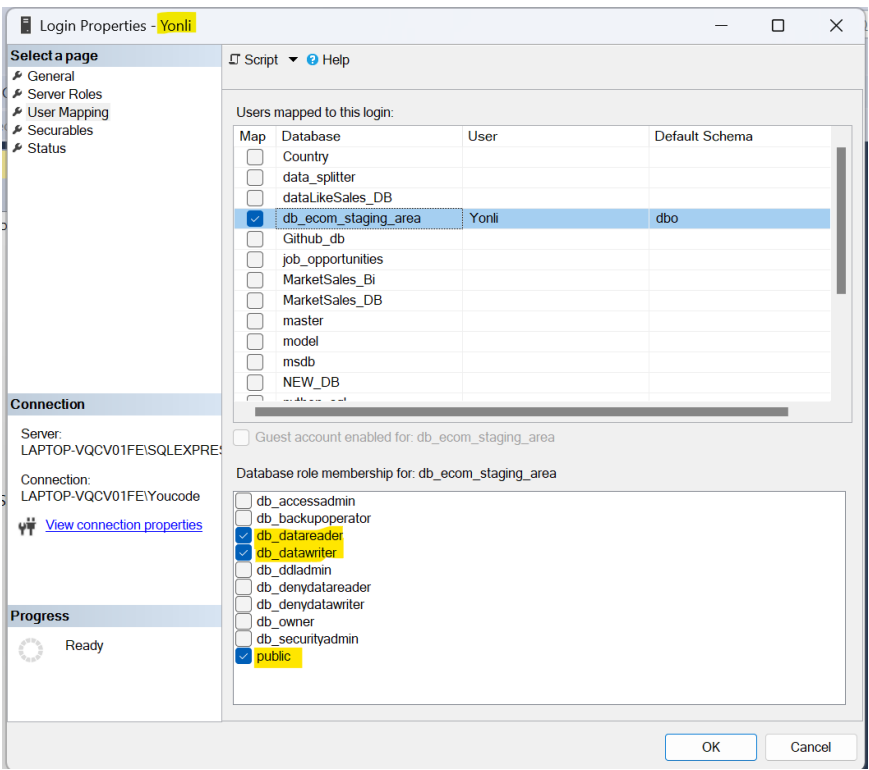 Login Properties - Yonli
Select a page
General
Server Roles
User Mapping
Securables
Status
Script
Help
Users mapped to this login:
Map Database User Default Schema
Country
data_splitter
dataLikeSales_DB
db_ecom_staging_area Yonli dbo
Github_db
job_opportunities
MarketSales_Bi
MarketSales_DB
master
model
msdb
NEW_DB
Guest account enabled for: db_ecom_staging_area
Database role membership for: db_ecom_staging_area
db_accessadmin
db_backupoperator
db_datareader
db_datawriter
db_ddladmin
db_denydatareader
db_denydatawriter
db_owner
db_securityadmin
public
Connection
Server:
LAPTOP-VQCV01FE\SQLEXPRES
Connection:
LAPTOP-VQCV01FE\Youcode
View connection properties
Progress
Ready
OK Cancel